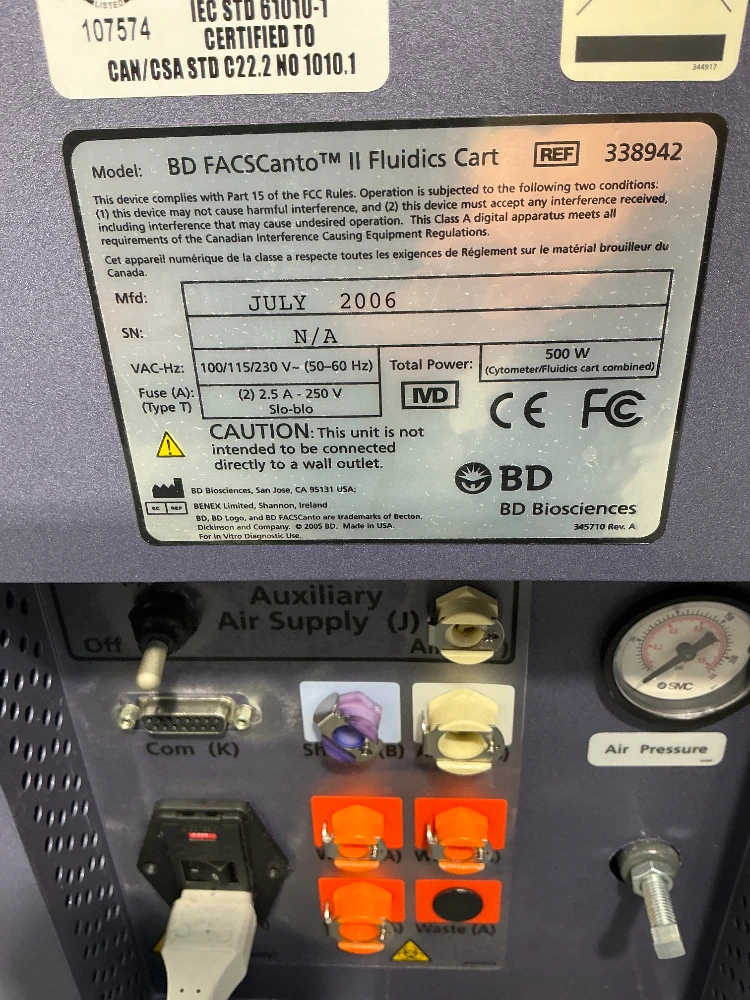 LISTED
107574
IEC STD 61010-1
CERTIFIED TO
CAN/CSA STD C22.2 NO 1010.1
344917
Model: BD FACSCanto™ II Fluidics Cart REF 338942
This device complies with Part 15 of the FCC Rules. Operation is subjected to the following two conditions:
(1) this device may not cause harmful interference, and (2) this device must accept any interference received,
including interference that may cause undesired operation. This Class A digital apparatus meets all
requirements of the Canadian Interference Causing Equipment Regulations.
Cet appareil numérique de la classe a respecte toutes les exigences de Réglement sur le matérial brouilleur du
Canada.
Mfd: JULY 2006
SN: N/A
VAC-Hz: 100/115/230 V~ (50–60 Hz) Total Power: 500 W
(Cytometer/Fluidics cart combined)
Fuse (A): (2) 2.5 A - 250 V
(Type T) Slo-blo
IVD CE FC
CAUTION: This unit is not
intended to be connected
directly to a wall outlet.
BD
BD Biosciences
BD Biosciences, San Jose, CA 95131 USA;
EC REP BENEX Limited, Shannon, Ireland
BD, BD Logo, and BD FACSCanto are trademarks of Becton,
Dickinson and Company. © 2005 BD. Made in USA.
For In Vitro Diagnostic Use.
345710 Rev. A
Auxiliary
Air Supply (J)
Off
Com (K)
(B)
SMC
Air Pressure
Waste (A)